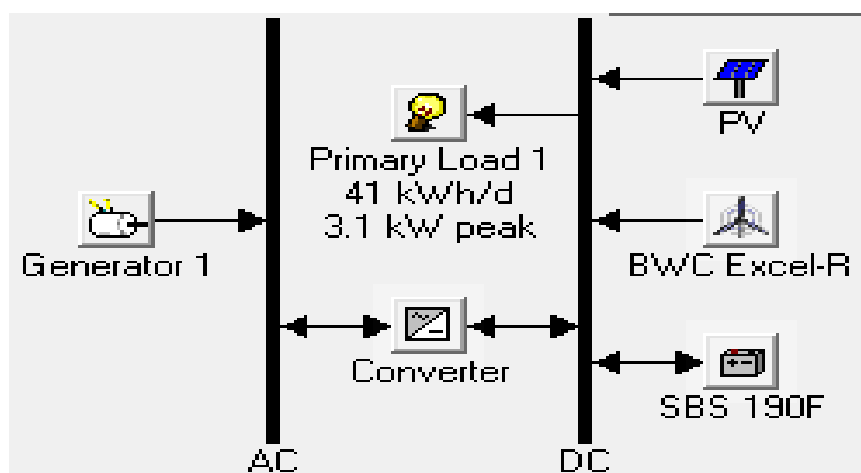 PV
Primary Load 1
41 kWh/d
3.1 kW peak
Generator 1
BWC Excel-R
Converter
SBS 190F
AC
DC